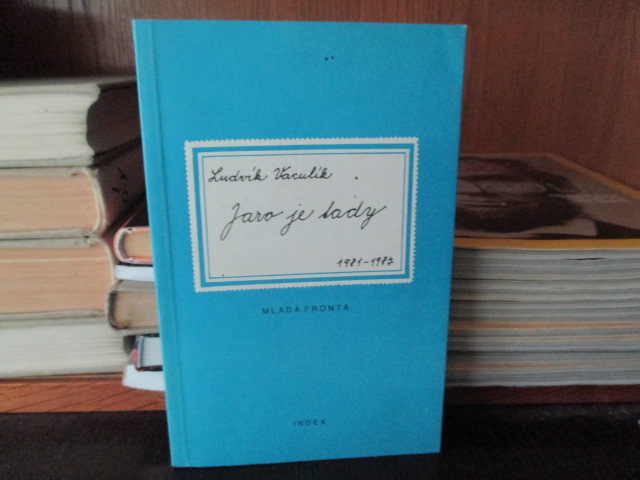 Ludvík Vaculík
Jaro je tady
1981-1987
MLADÁ FRONTA
INDEX